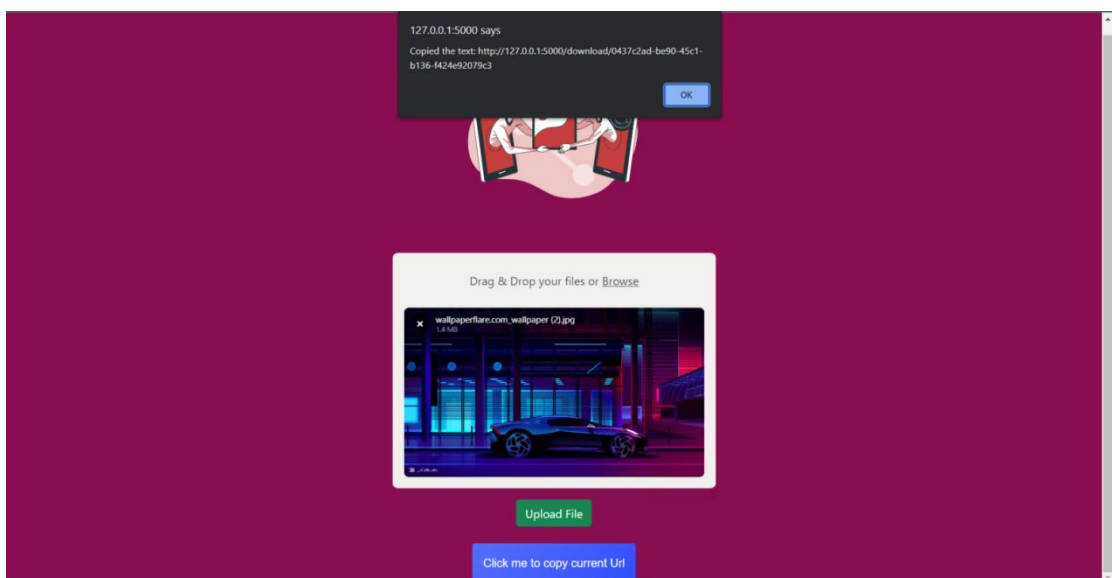 127.0.0.1:5000 says
Copied the text: http://127.0.0.1:5000/download/0437c2ad-be90-45c1-
b136-f424e92079c3
OK
Drag & Drop your files or Browse
wallpaperflare.com_wallpaper (2).jpg
1.4 MB
Upload File
Click me to copy current Url